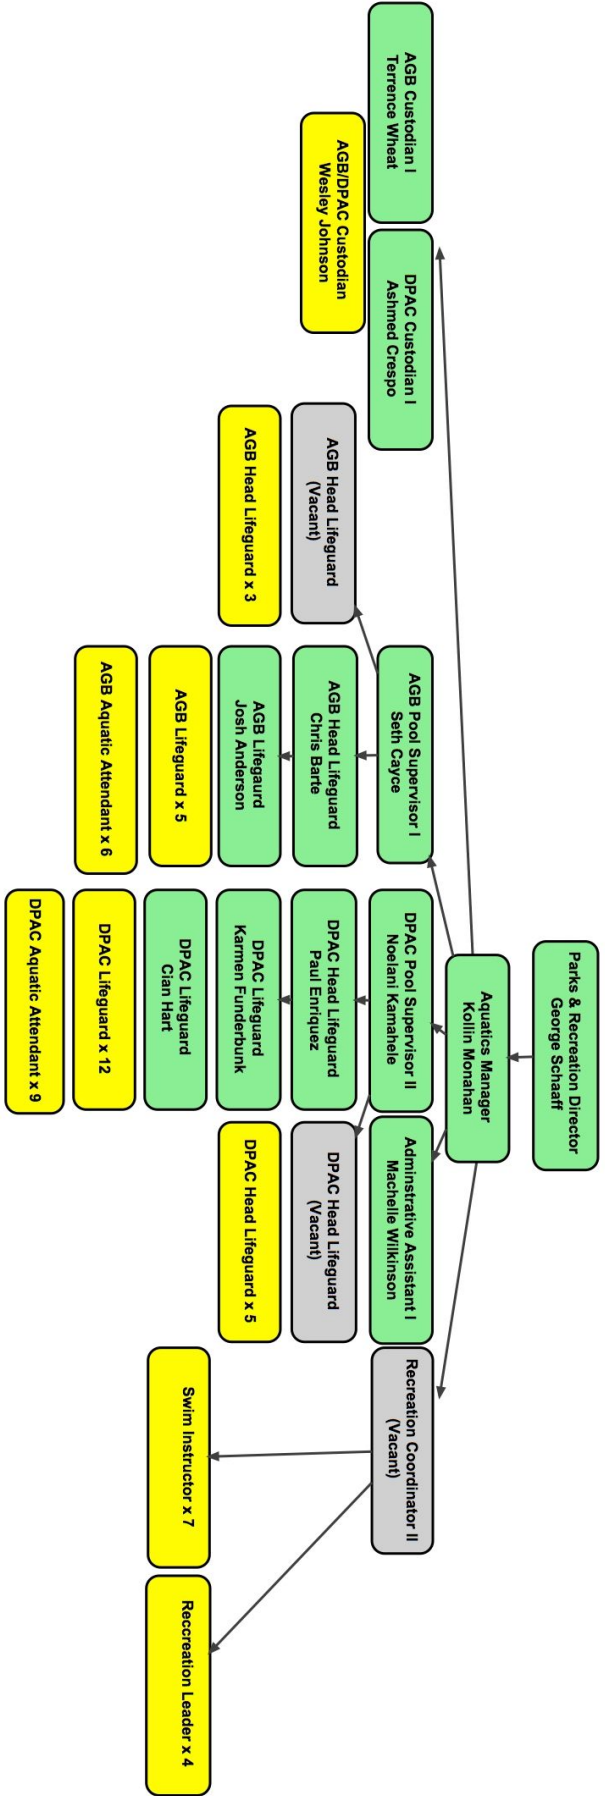 Parks & Recreation Director
George Schaaff
Aquatics Manager
Kollin Monahan
AGB Custodian I
Terrence Wheat
DPAC Custodian I
Ashmed Crespo
AGB Pool Supervisor I
Seth Cayce
DPAC Pool Supervisor II
Noelani Kamahele
Adminstrative Assistant I
Machelle Wilkinson
Recreation Coordinator II
(Vacant)
AGB/DPAC Custodian
Wesley Johnson
AGB Head Lifeguard
(Vacant)
AGB Head Lifeguard
Chris Barte
DPAC Head Lifeguard
Paul Enriquez
DPAC Head Lifeguard
(Vacant)
AGB Head Lifeguard x 3
AGB Lifegaurd
Josh Anderson
DPAC Lifeguard
Karmen Funderbunk
DPAC Head Lifeguard x 5
AGB Lifeguard x 5
DPAC Lifeguard
Cian Hart
Swim Instructor x 7
Reccreation Leader x 4
AGB Aquatic Attendant x 6
DPAC Lifeguard x 12
DPAC Aquatic Attendant x 9